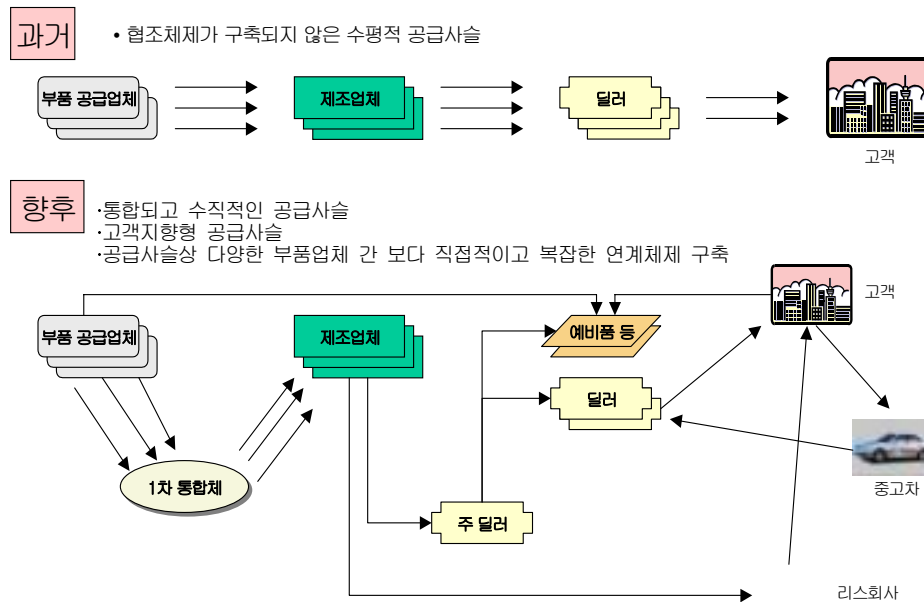 과거
• 협조체제가 구축되지 않은 수평적 공급사슬
부품 공급업체
제조업체
딜러
고객
향후
·통합되고 수직적인 공급사슬
·고객지향형 공급사슬
·공급사슬상 다양한 부품업체 간 보다 직접적이고 복잡한 연계체제 구축
고객
부품 공급업체
제조업체
예비품 등
딜러
중고차
1차 통합체
주 딜러
리스회사